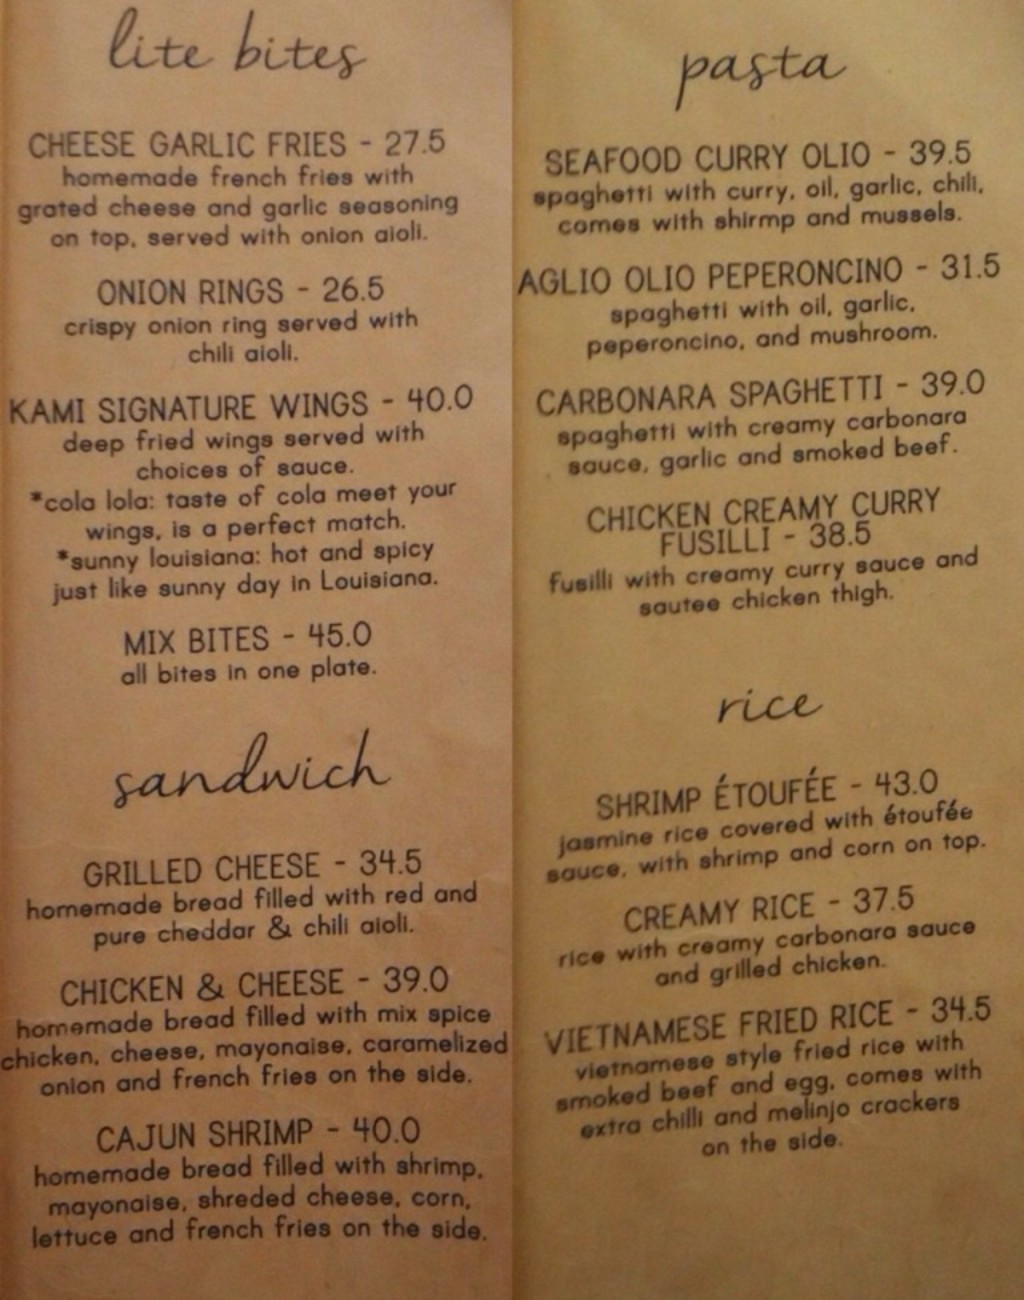 lite bites
CHEESE GARLIC FRIES - 27.5
homemade french fries with
grated cheese and garlic seasoning
on top, served with onion aioli.
ONION RINGS - 26.5
crispy onion ring served with
chili aioli.
KAMI SIGNATURE WINGS - 40.0
deep fried wings served with
choices of sauce.
*cola lola: taste of cola meet your
wings, is a perfect match.
*sunny louisiana: hot and spicy
just like sunny day in Louisiana.
MIX BITES - 45.0
all bites in one plate.
sandwich
GRILLED CHEESE - 34.5
homemade bread filled with red and
pure cheddar & chili aioli.
CHICKEN & CHEESE - 39.0
homemade bread filled with mix spice
chicken, cheese, mayonaise, caramelized
onion and french fries on the side.
CAJUN SHRIMP - 40.0
homemade bread filled with shrimp,
mayonaise, shreded cheese, corn,
lettuce and french fries on the side.
pasta
SEAFOOD CURRY OLIO - 39.5
spaghetti with curry, oil, garlic, chili,
comes with shirmp and mussels.
AGLIO OLIO PEPERONCINO - 31.5
spaghetti with oil, garlic,
peperoncino, and mushroom.
CARBONARA SPAGHETTI - 39.0
spaghetti with creamy carbonara
sauce, garlic and smoked beef.
CHICKEN CREAMY CURRY
FUSILLI - 38.5
fusilli with creamy curry sauce and
sautee chicken thigh.
rice
SHRIMP ÉTOUFÉE - 43.0
jasmine rice covered with étoufée
sauce, with shrimp and corn on top.
CREAMY RICE - 37.5
rice with creamy carbonara sauce
and grilled chicken.
VIETNAMESE FRIED RICE - 34.5
vietnamese style fried rice with
smoked beef and egg, comes with
extra chilli and melinjo crackers
on the side.